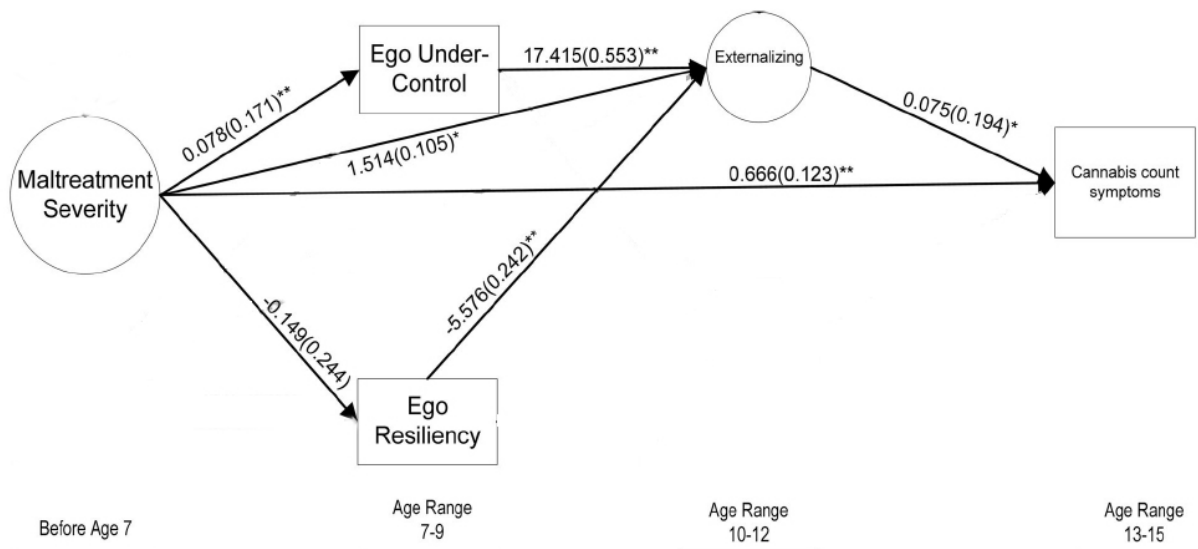 Ego Under-
Control
17.415(0.553)**
Externalizing
0.078(0.171)**
1.514(0.105)*
0.075(0.194)*
Maltreatment
Severity
0.666(0.123)**
Cannabis count
symptoms
-0.149(0.244)
-5.576(0.242)**
Ego
Resiliency
Before Age 7
Age Range
7-9
Age Range
10-12
Age Range
13-15